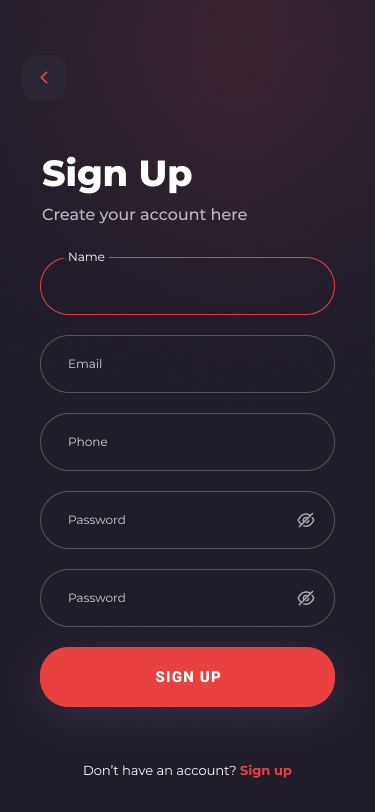 Sign Up
Create your account here
Name
Email
Phone
Password
Password
SIGN UP
Don’t have an account? Sign up